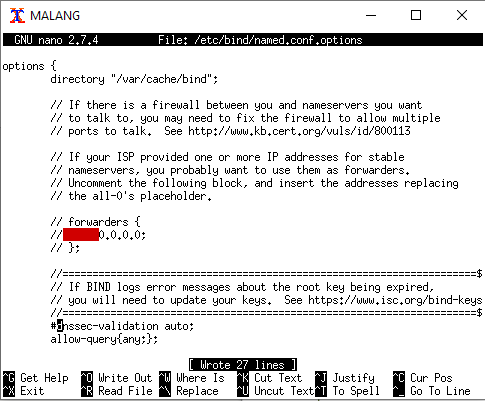 MALANG
GNU nano 2.7.4 File: /etc/bind/named.conf.options
options {
directory "/var/cache/bind";
// If there is a firewall between you and nameservers you want
// to talk to, you may need to fix the firewall to allow multiple
// ports to talk. See http://www.kb.cert.org/vuls/id/800113
// If your ISP provided one or more IP addresses for stable
// nameservers, you probably want to use them as forwarders.
// Uncomment the following block, and insert the addresses replacing
// the all-0's placeholder.
// forwarders {
// 0.0.0.0;
// };
//========================================================================$
// If BIND logs error messages about the root key being expired,
// you will need to update your keys. See https://www.isc.org/bind-keys
//========================================================================$
#dnssec-validation auto;
allow-query{any;};
[ Wrote 27 lines ]
^G Get Help ^O Write Out ^W Where Is ^K Cut Text ^J Justify ^C Cur Pos
^X Exit ^R Read File ^\ Replace ^U Uncut Text ^T To Spell ^_ Go To Line